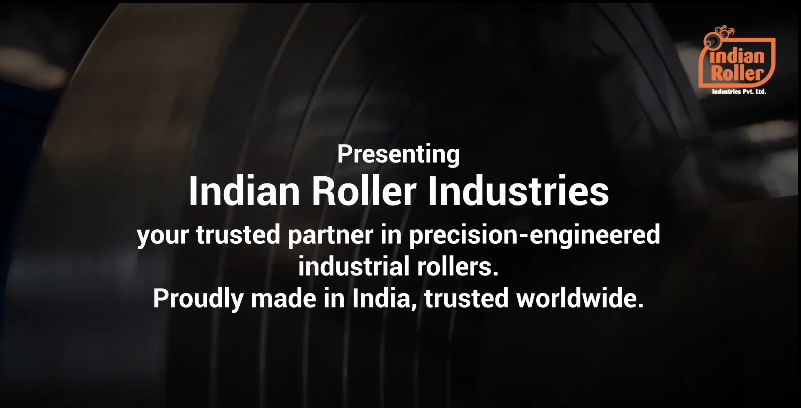 indian
Roller
Industries Pvt. Ltd.
Presenting
Indian Roller Industries
your trusted partner in precision-engineered
industrial rollers.
Proudly made in India, trusted worldwide.